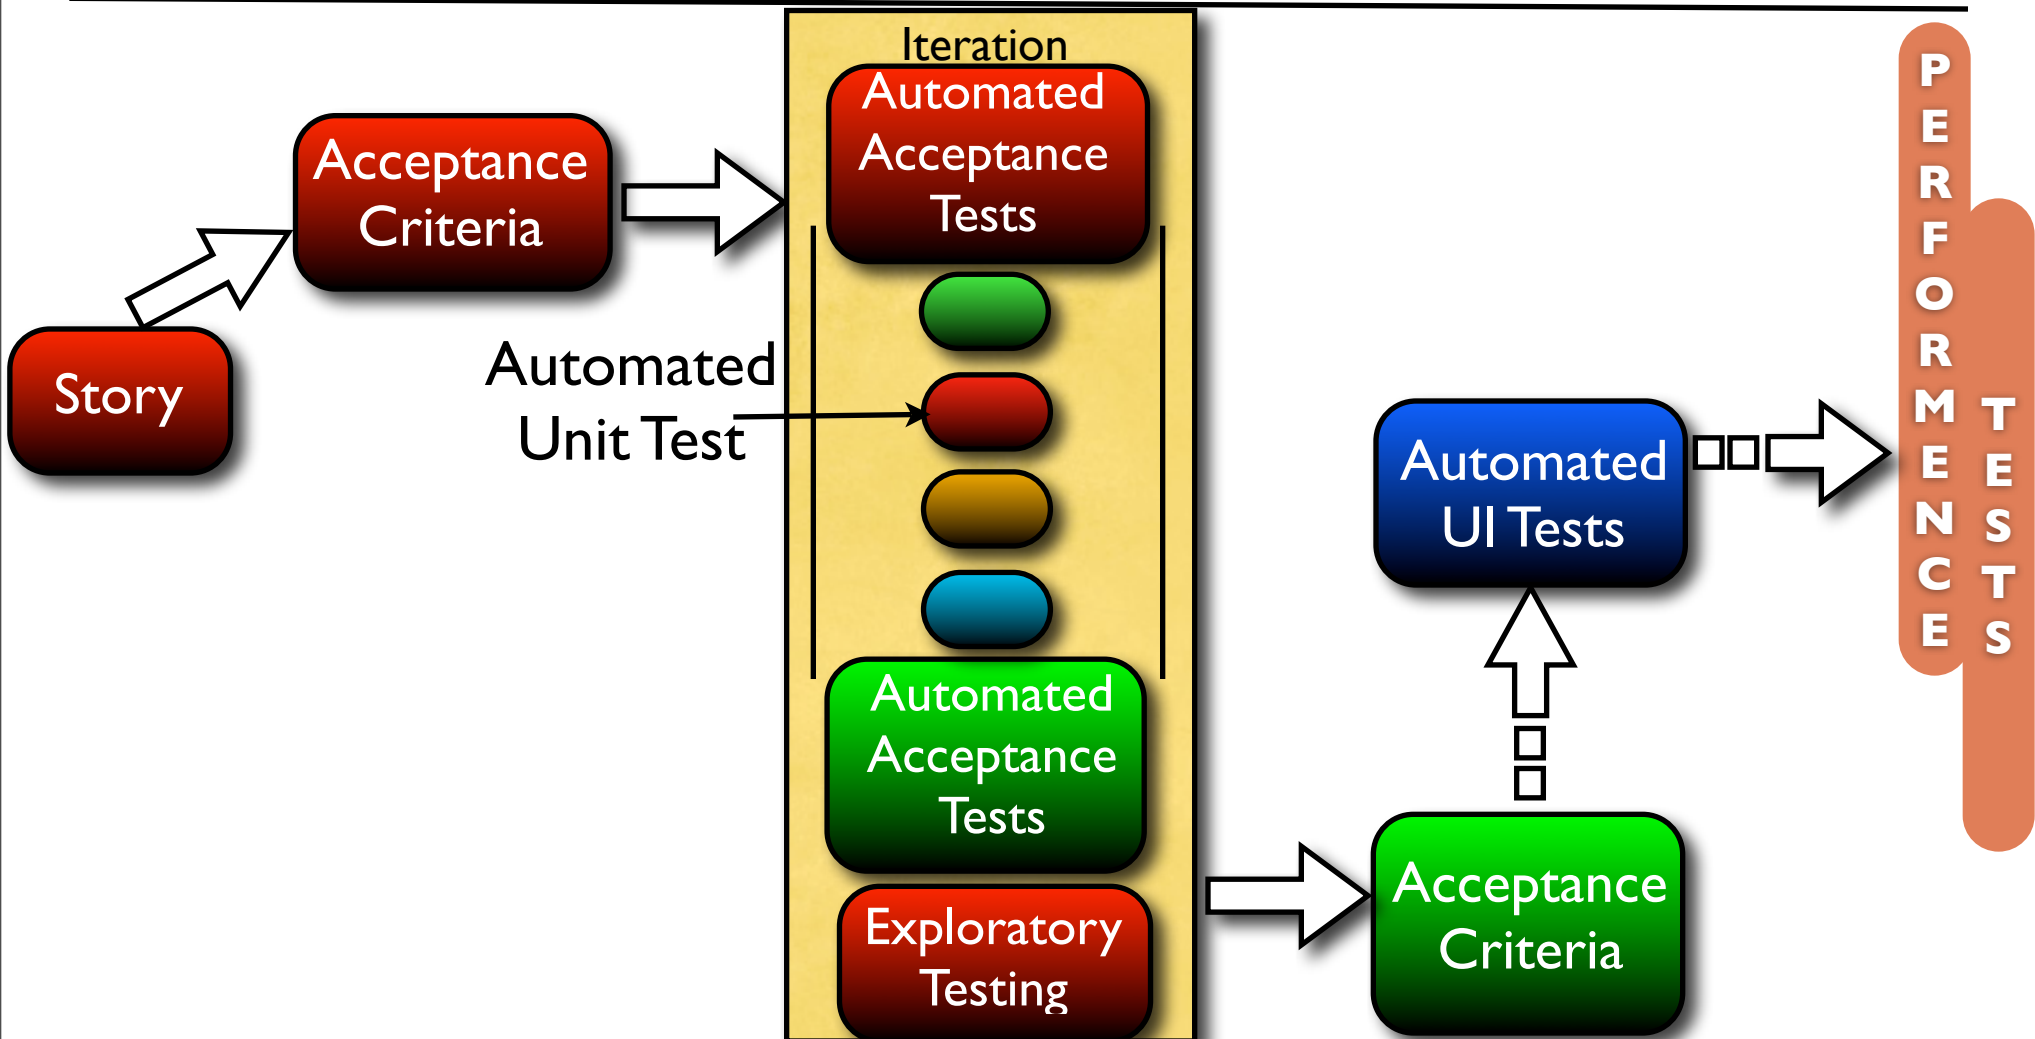 Iteration
Automated
Acceptance
Tests
Acceptance
Criteria
Story
Automated
Unit Test
Automated
Acceptance
Tests
Exploratory
Testing
Acceptance
Criteria
Automated
UI Tests
PERFORMENCE
TESTS